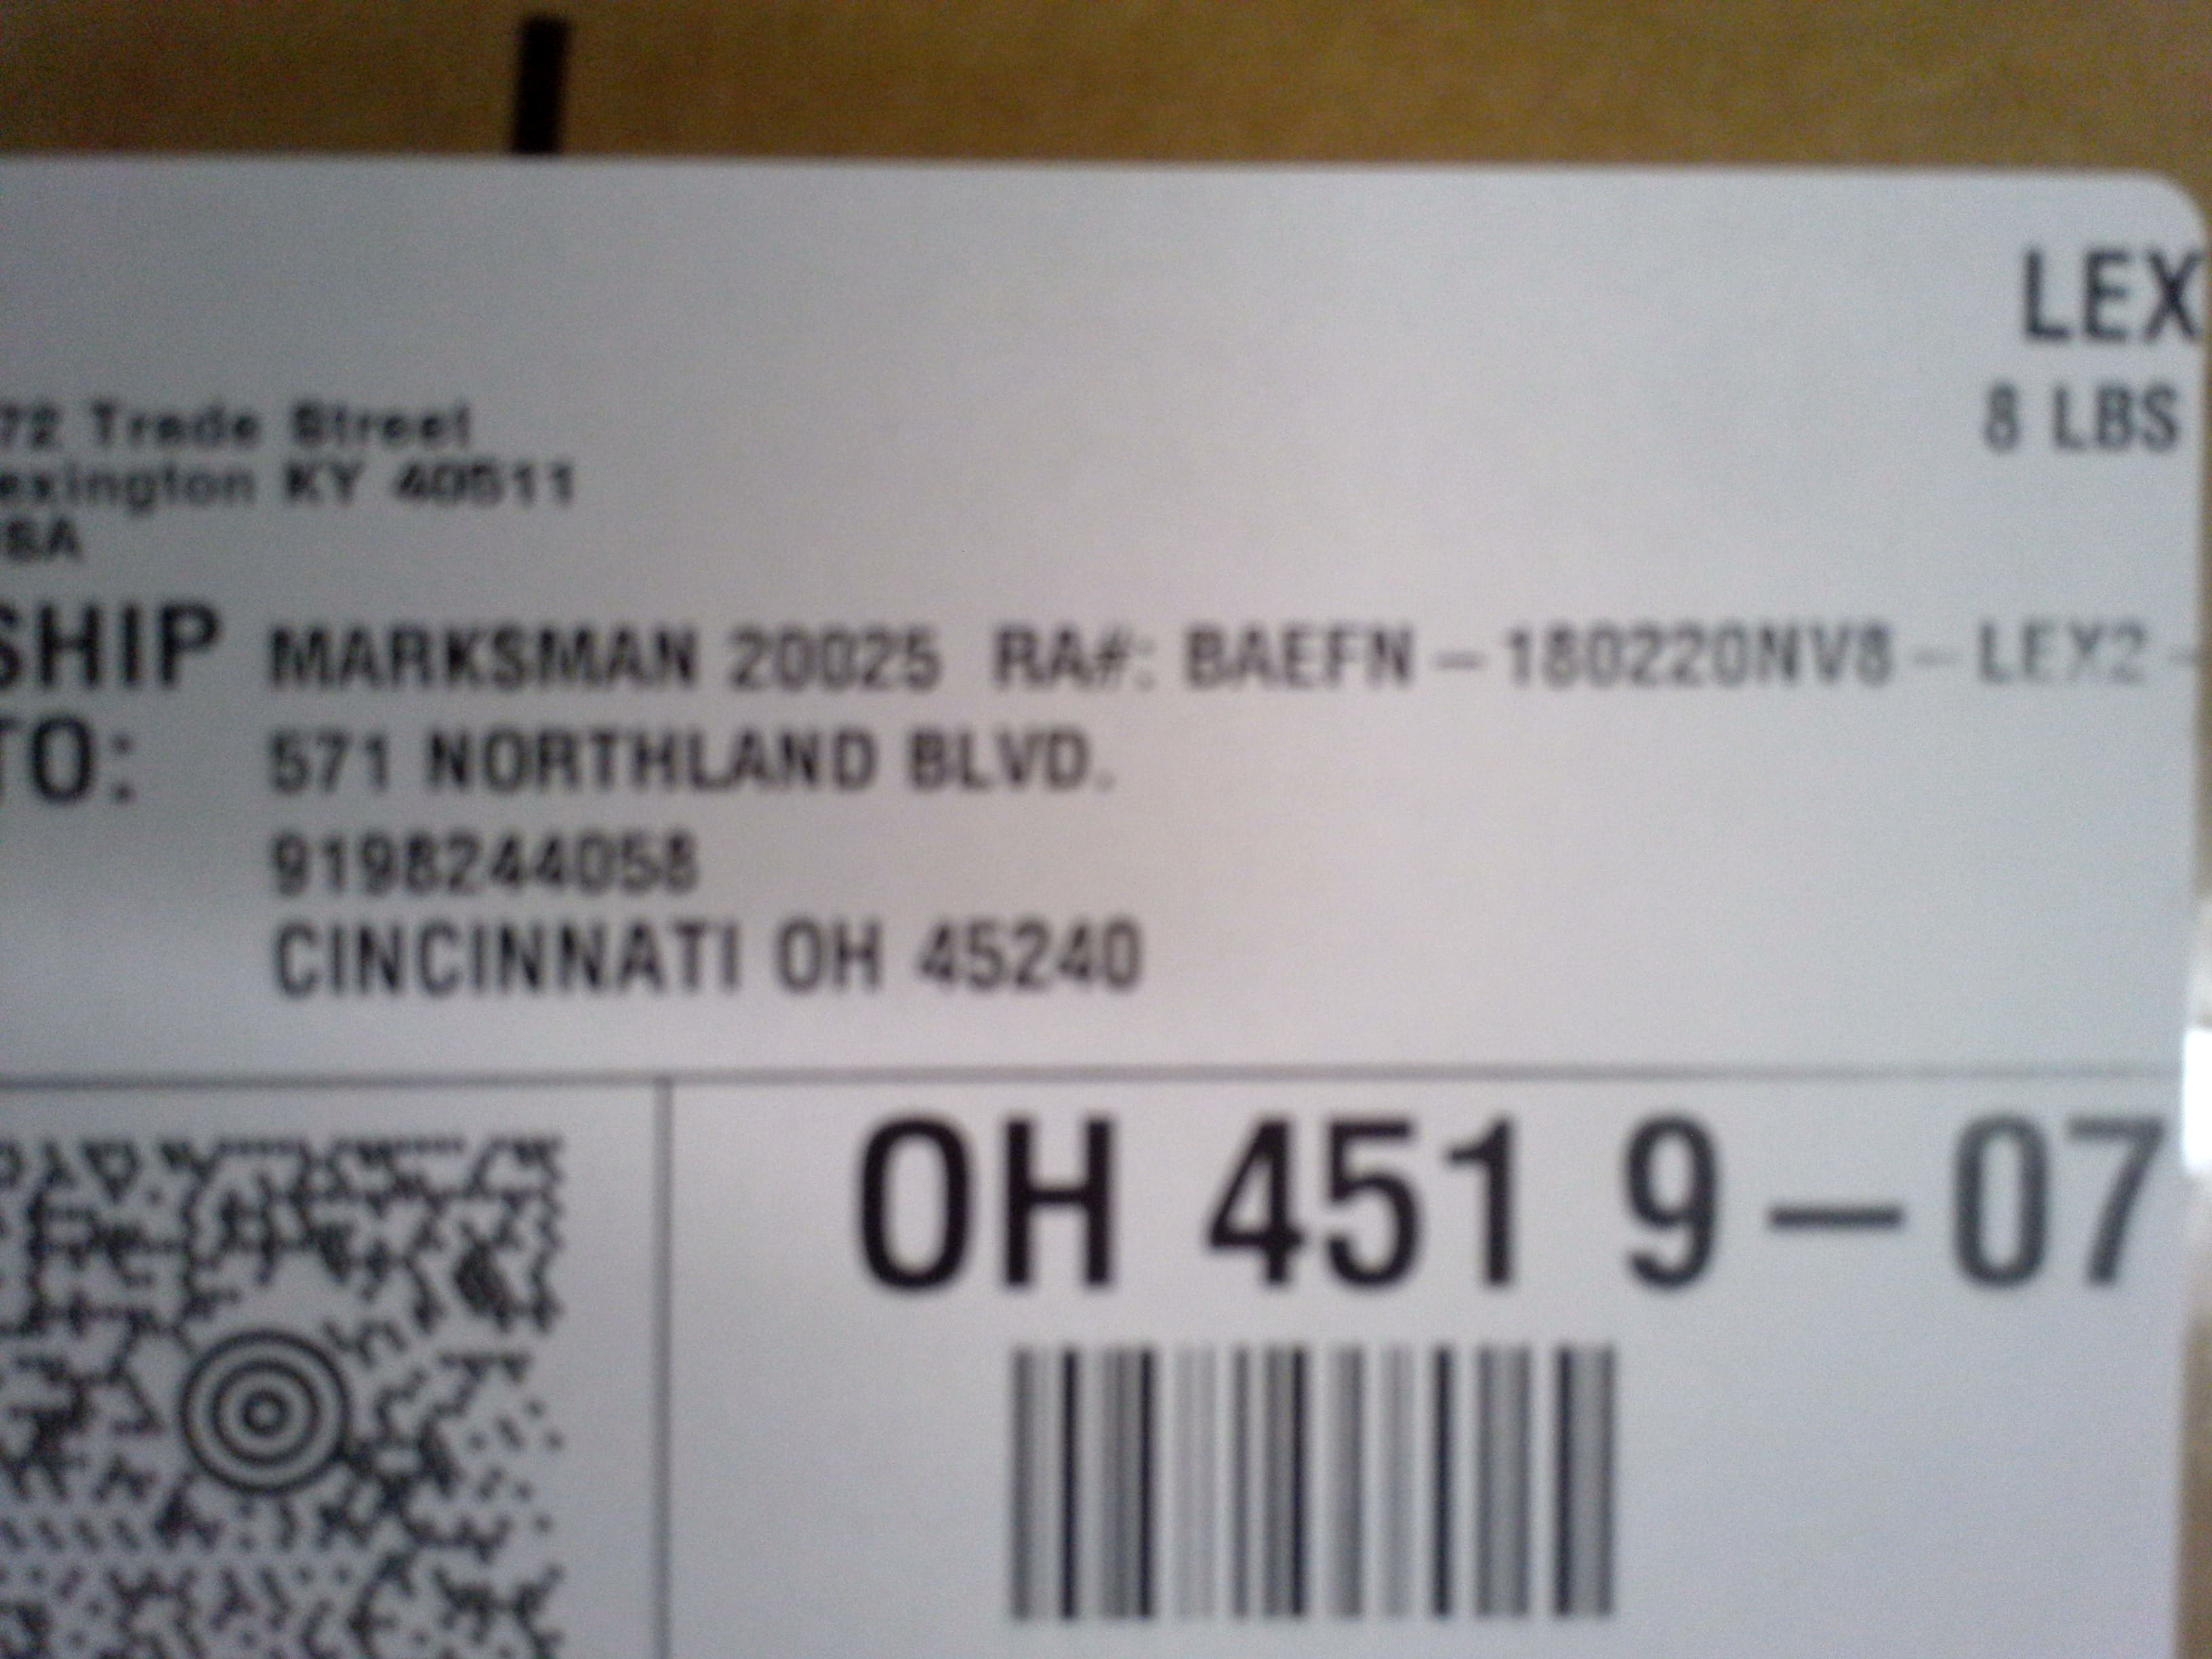 LEX
8 LBS
72 Trade Street
exington KY 40511
SA
SHIP TO:
MARKSMAN 20025 RA#: BAEFN-180220NV8-LEX2-
571 NORTHLAND BLVD.
9198244058
CINCINNATI OH 45240
OH 451 9-07